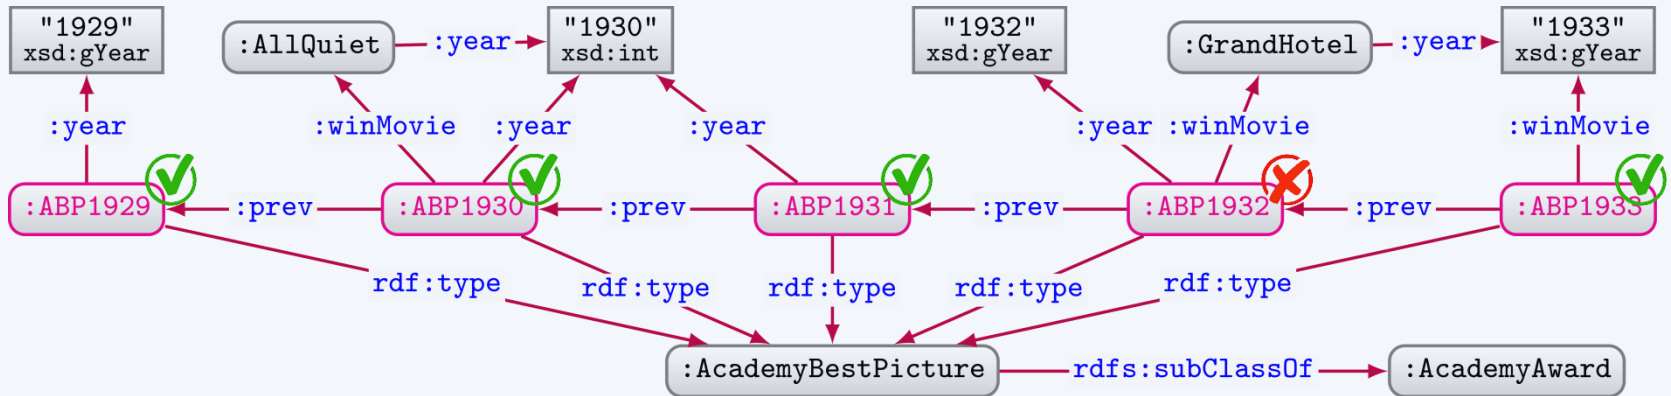 "1929"
xsd:gYear
:AllQuiet
:year
"1930"
xsd:int
"1932"
xsd:gYear
:GrandHotel
:year
"1933"
xsd:gYear
:year
:winMovie
:year
:year
:year
:winMovie
:winMovie
:ABP1929
:prev
:ABP1930
:prev
:ABP1931
:prev
:ABP1932
:prev
:ABP1933
rdf:type
rdf:type
rdf:type
rdf:type
rdf:type
:AcademyBestPicture
rdfs:subClassOf
:AcademyAward